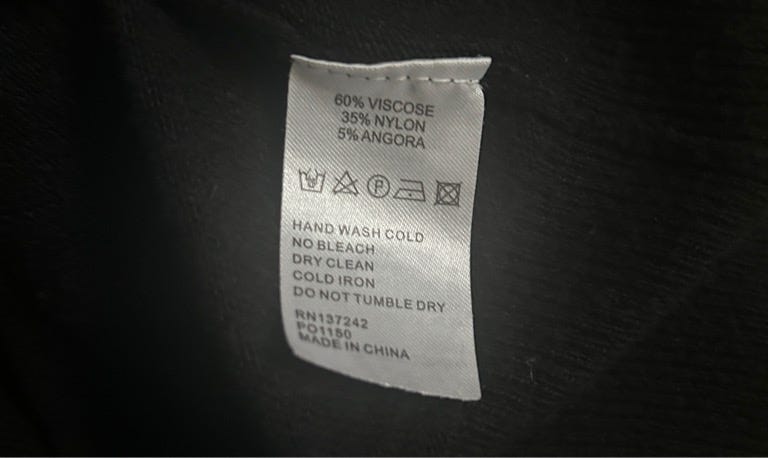 60% VISCOSE
35% NYLON
5% ANGORA
P
HAND WASH COLD
NO BLEACH
DRY CLEAN
COLD IRON
DO NOT TUMBLE DRY
RN137242
PO1150
MADE IN CHINA